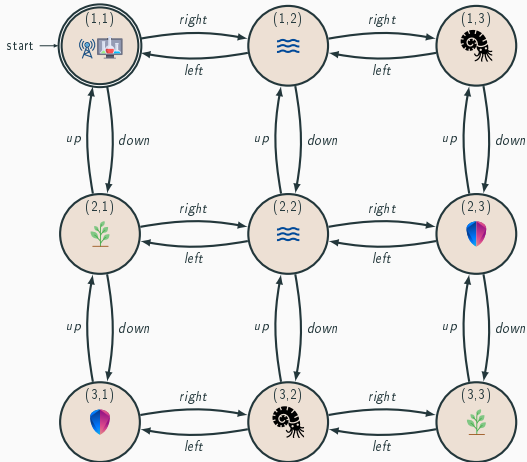 (1,1) right (1,2) right (1,3)
start
left left
up down up down up down
(2,1) right (2,2) right (2,3)
left left
up down up down up down
(3,1) right (3,2) right (3,3)
left left